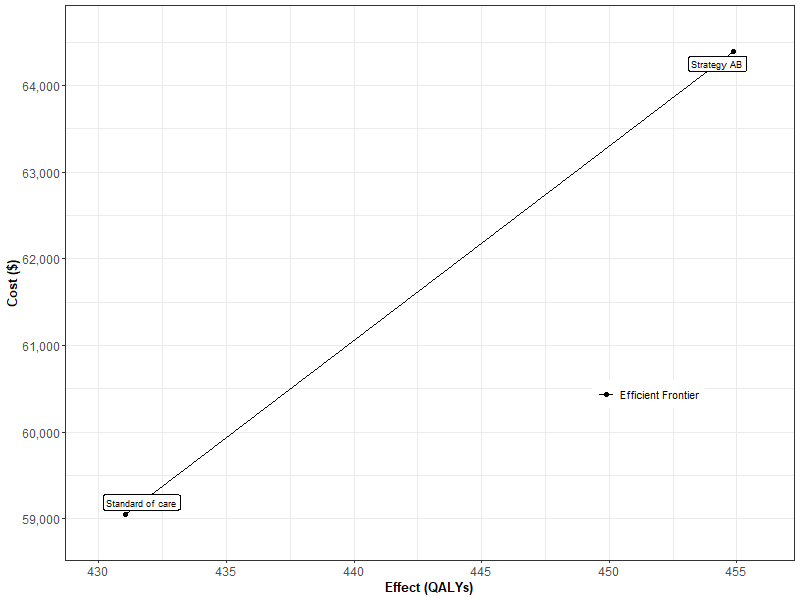 64,000
63,000
62,000
61,000
60,000
59,000
Cost ($)
Strategy AB
Efficient Frontier
Standard of care
430
435
440
445
450
455
Effect (QALYs)